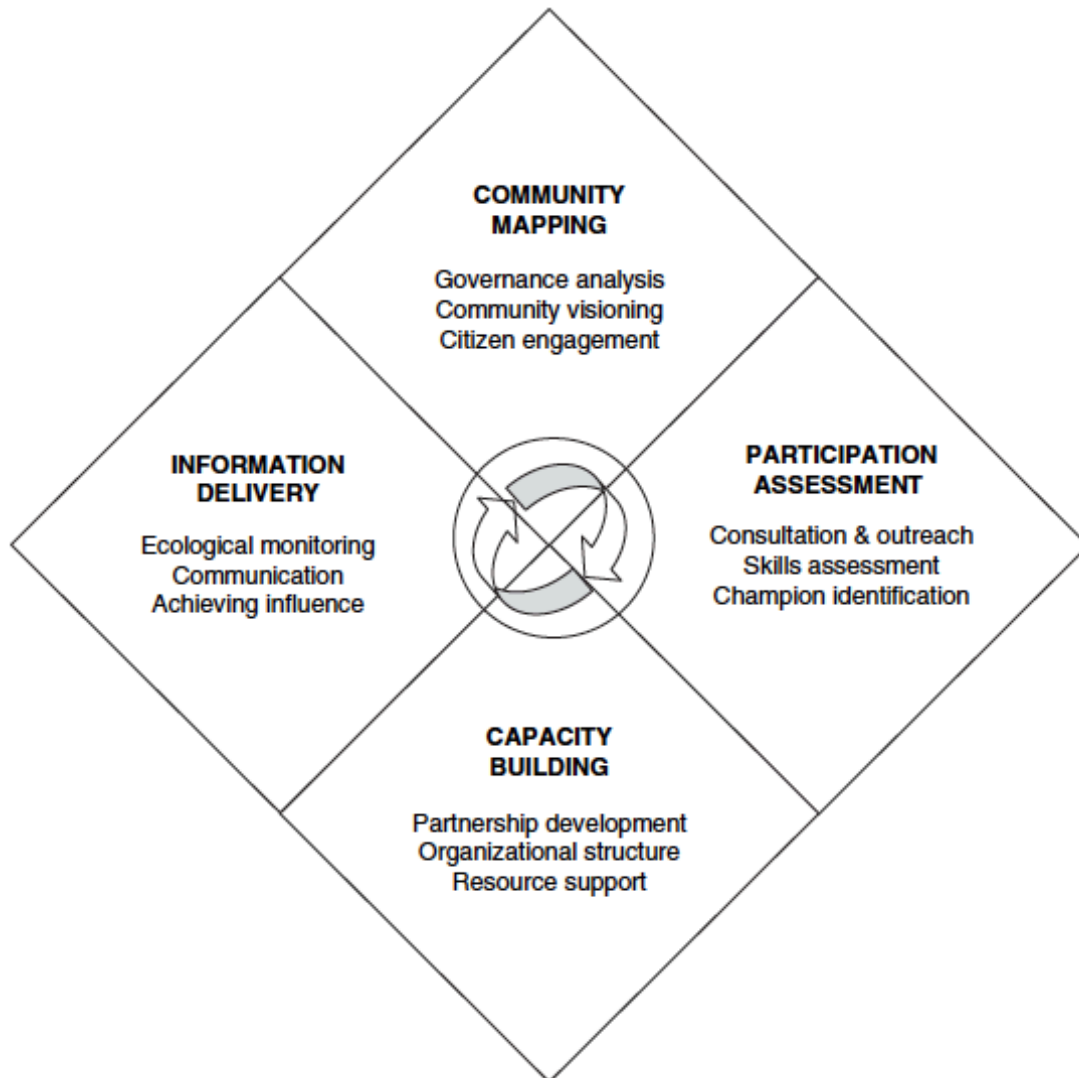 COMMUNITY
MAPPING
Governance analysis
Community visioning
Citizen engagement
INFORMATION
DELIVERY
Ecological monitoring
Communication
Achieving influence
PARTICIPATION
ASSESSMENT
Consultation & outreach
Skills assessment
Champion identification
CAPACITY
BUILDING
Partnership development
Organizational structure
Resource support